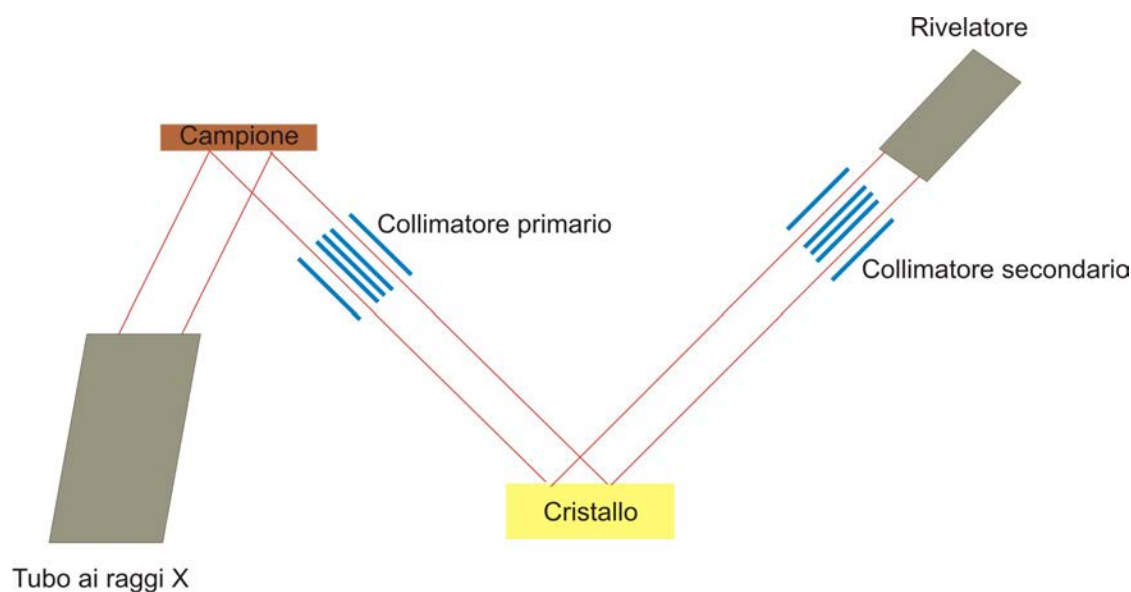 Rivelatore
Campione
Collimatore primario
Collimatore secondario
Cristallo
Tubo ai raggi X